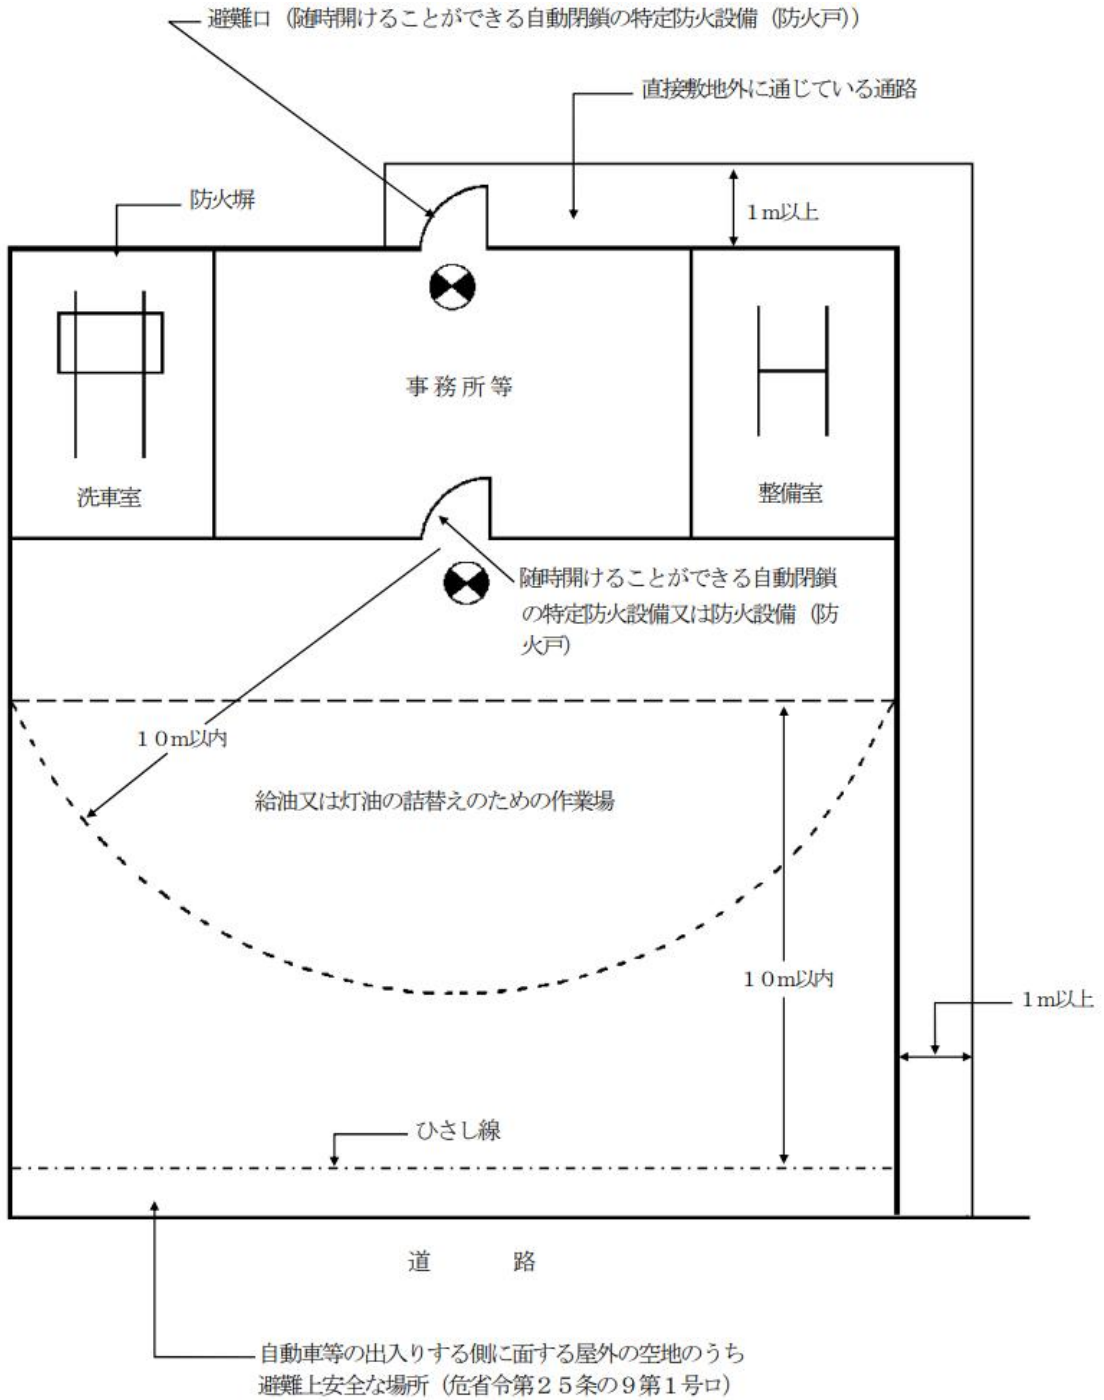 避難口（随時開けることができる自動閉鎖の特定防火設備（防火戸））
直接敷地外に通じている通路
防火塀
１ｍ以上
事務所等
洗車室
整備室
随時開けることができる自動閉鎖
の特定防火設備又は防火設備（防
火戸）
１０ｍ以内
給油又は灯油の詰替えのための作業場
１０ｍ以内
１ｍ以上
ひさし線
道　　路
自動車等の出入りする側に面する屋外の空地のうち
避難上安全な場所（危省令第２５条の９第１号ロ）